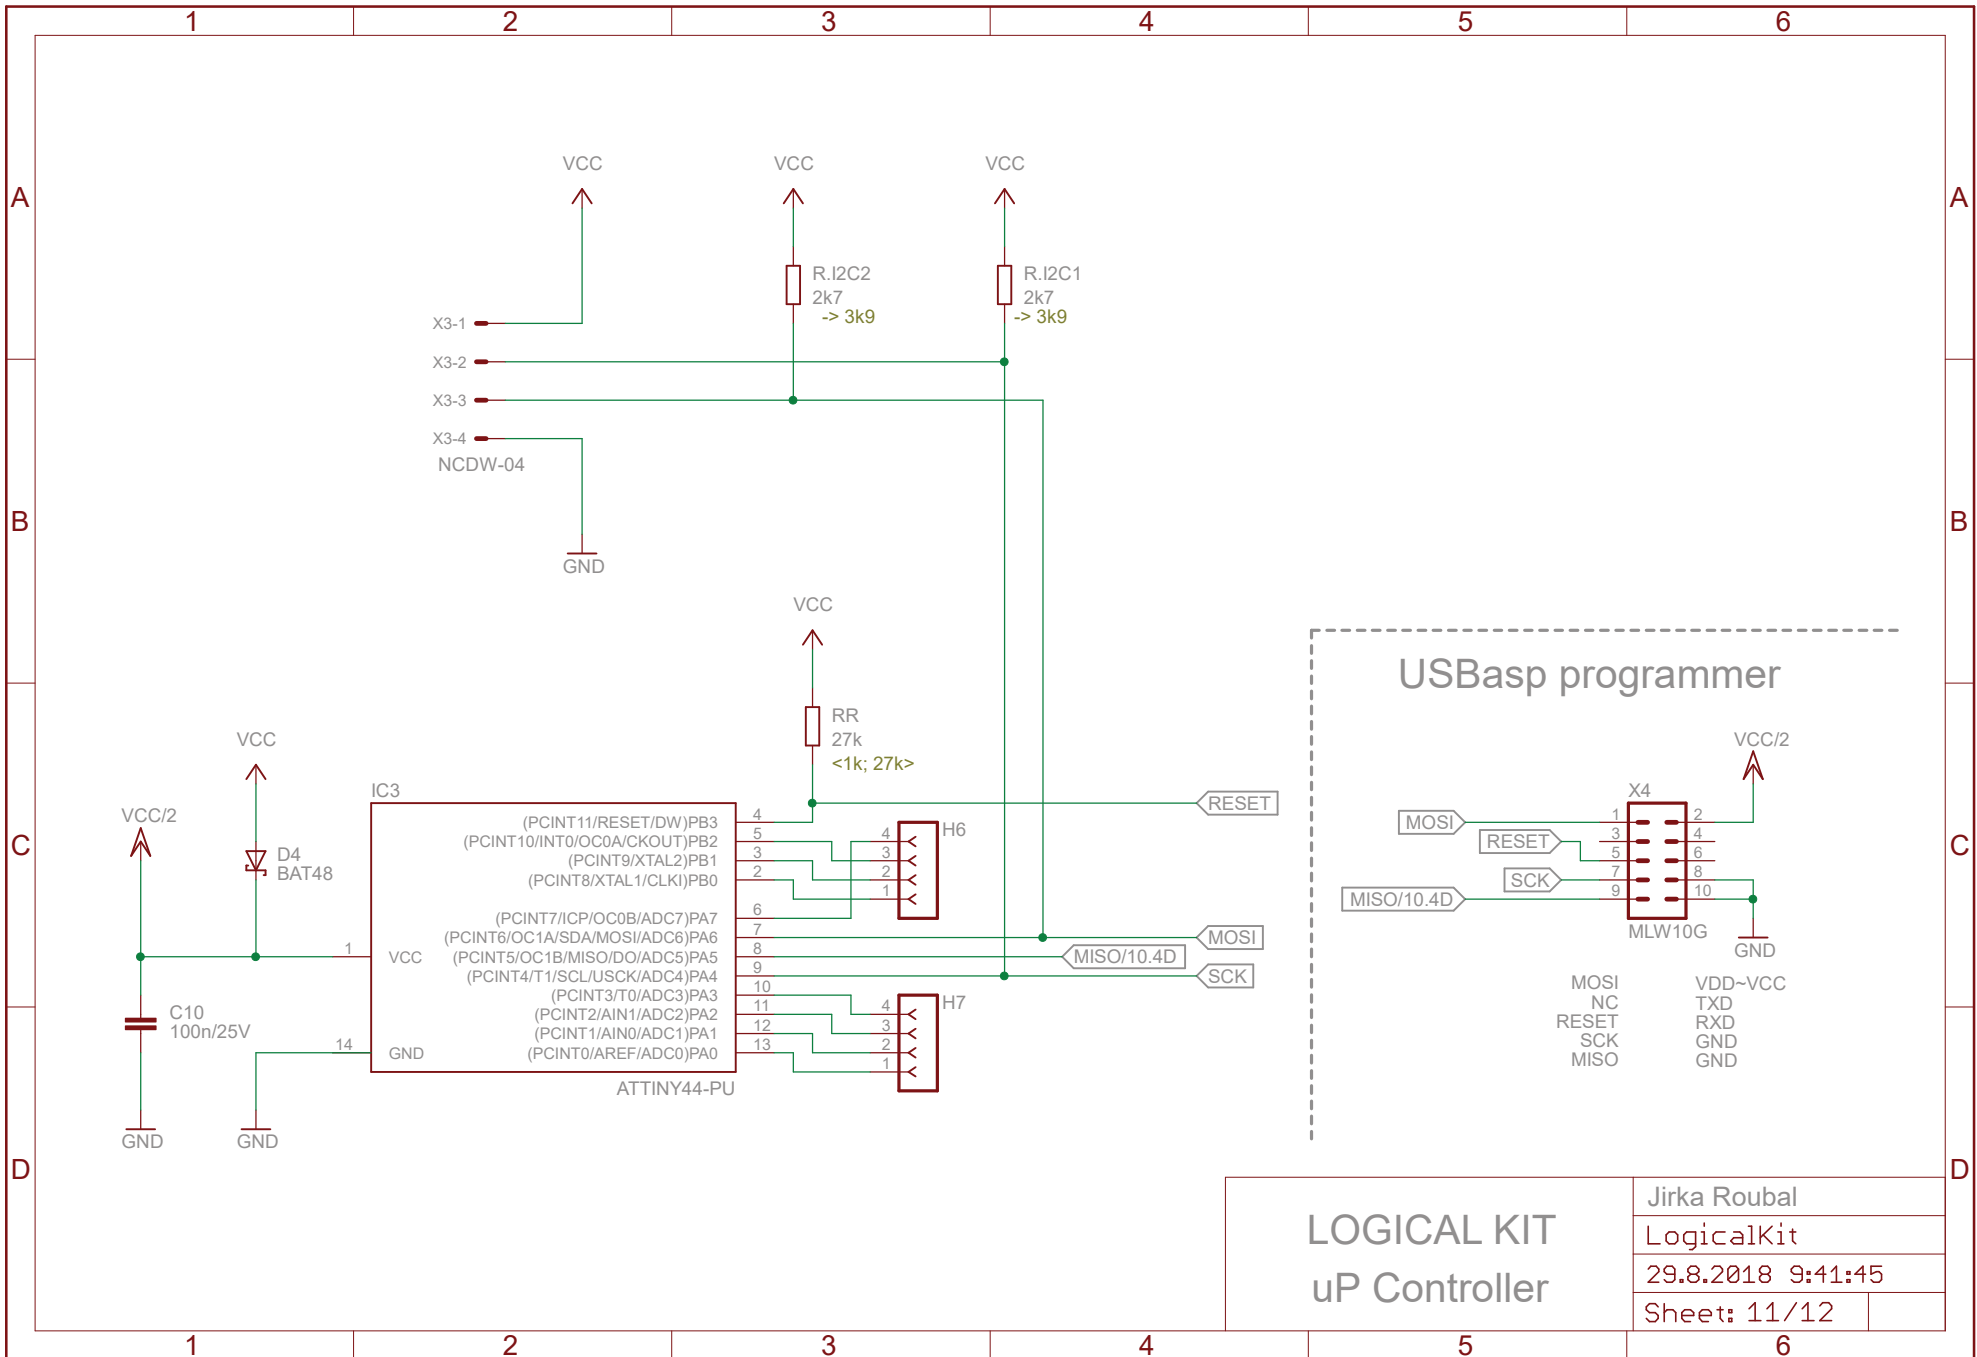 1 2 3 4 5 6
A A
VCC VCC VCC
R.I2C2 R.I2C1
2k7 2k7
-> 3k9 -> 3k9
X3-1
X3-2
X3-3
X3-4
NCDW-04
B B
GND
VCC
USBasp programmer
RR
27k
<1k; 27k>
VCC
VCC/2
IC3
X4
RESET
VCC/2
(PCINT11/RESET/DW)PB3 4
(PCINT10/INT0/OC0A/CKOUT)PB2 5
(PCINT9/XTAL2)PB1 3
(PCINT8/XTAL1/CLKI)PB0 2
(PCINT7/ICP/OC0B/ADC7)PA7 6
(PCINT6/OC1A/SDA/MOSI/ADC6)PA6 7
(PCINT5/OC1B/MISO/DO/ADC5)PA5 8
(PCINT4/T1/SCL/USCK/ADC4)PA4 9
(PCINT3/T0/ADC3)PA3 10
(PCINT2/AIN1/ADC2)PA2 11
(PCINT1/AIN0/ADC1)PA1 12
(PCINT0/AREF/ADC0)PA0 13
1 VCC
14 GND
ATTINY44-PU
C C
D4
BAT48
H6
4
3
2
1
MOSI
MISO/10.4D
SCK
H7
4
3
2
1
MOSI 1 2
3 4
RESET 5 6
SCK 7 8
MISO/10.4D 9 10
MLW10G
GND
MOSI VDD~VCC
NC TXD
RESET RXD
SCK GND
MISO GND
C10
100n/25V
GND GND
D D
LOGICAL KIT
uP Controller
Jirka Roubal
LogicalKit
29.8.2018 9:41:45
Sheet: 11/12
1 2 3 4 5 6